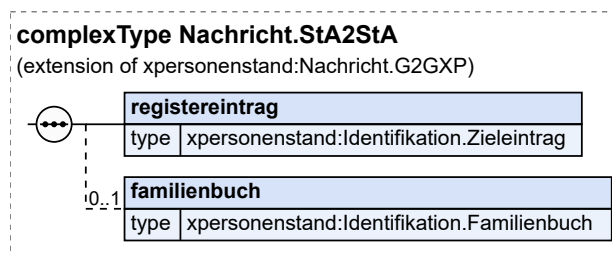 complexType Nachricht.StA2StA
(extension of xpersonenstand:Nachricht.G2GXP)
registereintrag
type xpersonenstand:Identifikation.Zieleintrag
0..1 familienbuch
type xpersonenstand:Identifikation.Familienbuch